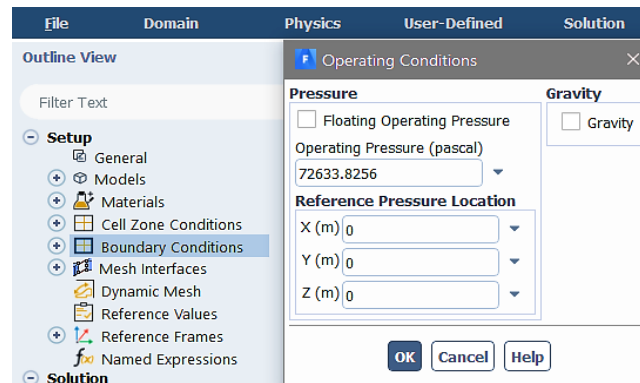 File Domain Physics User-Defined Solution
Outline View
Filter Text
Setup
General
Models
Materials
Cell Zone Conditions
Boundary Conditions
Mesh Interfaces
Dynamic Mesh
Reference Values
Reference Frames
Named Expressions
Solution
F Operating Conditions
Pressure
Floating Operating Pressure
Operating Pressure (pascal)
72633.8256
Reference Pressure Location
X (m) 0
Y (m) 0
Z (m) 0
Gravity
Gravity
OK Cancel Help